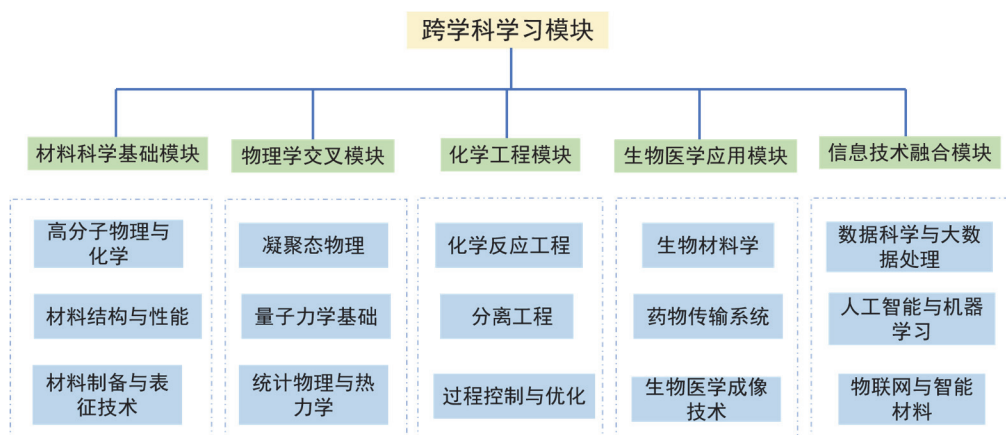 跨学科学习模块
材料科学基础模块
物理学交叉模块
化学工程模块
生物医学应用模块
信息技术融合模块
高分子物理与
化学
材料结构与性能
材料制备与表
征技术
凝聚态物理
量子力学基础
统计物理与热
力学
化学反应工程
分离工程
过程控制与优化
生物材料学
药物传输系统
生物医学成像
技术
数据科学与大数
据处理
人工智能与机器
学习
物联网与智能
材料